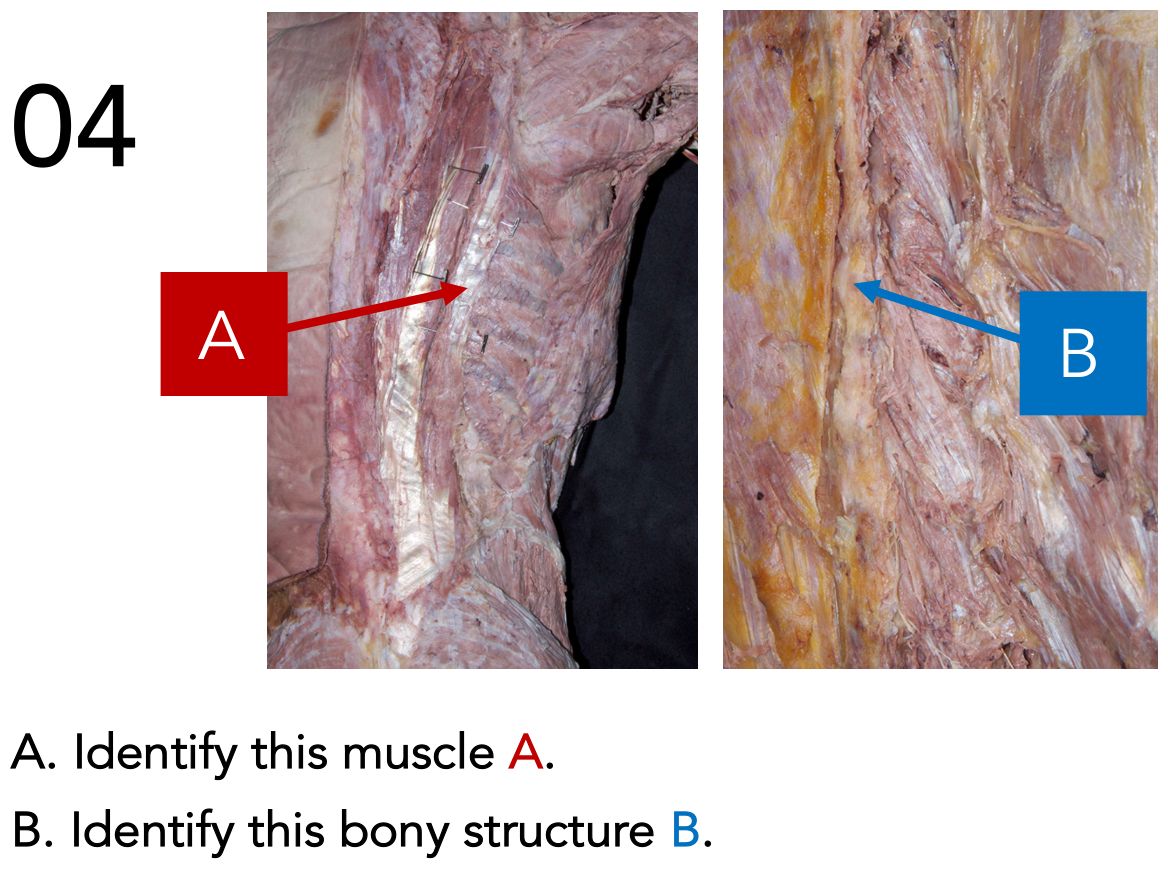 04
A
B
A. Identify this muscle A.
B. Identify this bony structure B.